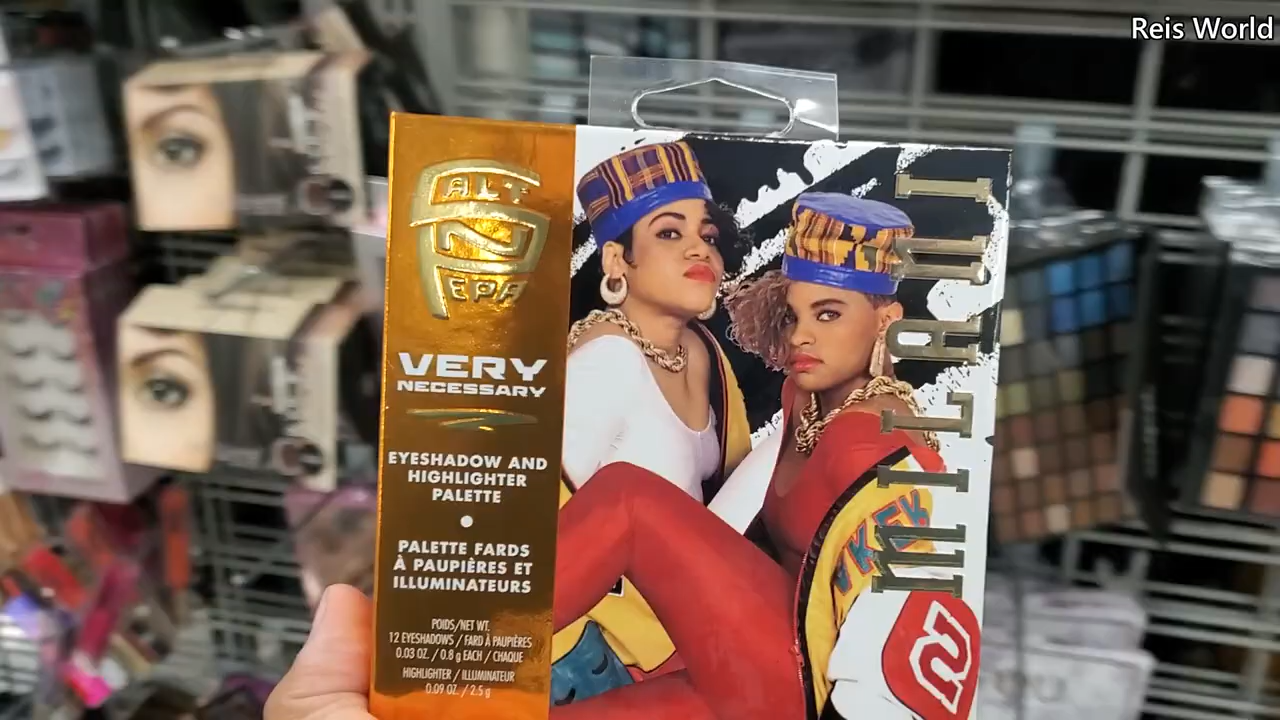 Reis World
SALT
N
PEPA
VERY
NECESSARY
EYESHADOW AND
HIGHLIGHTER
PALETTE
PALETTE FARDS
À PAUPIÈRES ET
ILLUMINATEURS
POIDS/NET WT.
12 EYESHADOWS / FARD À PAUPIÈRES
0.03 OZ. / 0.8 g EACH / CHAQUE
HIGHLIGHTER / ILLUMINATEUR
0.09 OZ. / 2.5 g
MILANI